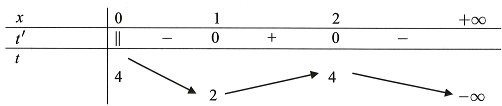 x 0 1 2 +∞
t′ || − 0 + 0 −
t
4 4
2 −∞